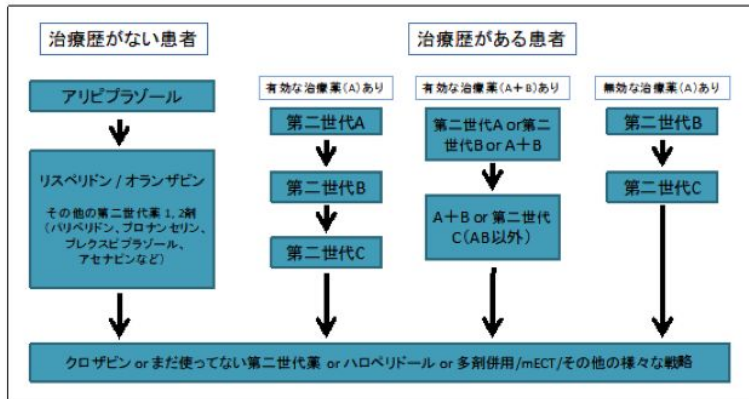 治療歴がない患者
治療歴がある患者
アリピプラゾール
リスペリドン / オランザピン
その他の第二世代薬 1, 2剤
(パリペリドン、ブロナンセリン、
ブレクスピプラゾール、
アセナピンなど)
有効な治療薬(A)あり
第二世代A
第二世代B
第二世代C
有効な治療薬(A+B)あり
第二世代A or第二
世代B or A+B
A+B or 第二世代
C(AB以外)
無効な治療薬(A)あり
第二世代B
第二世代C
クロザピン or まだ使ってない第二世代薬 or ハロペリドール or 多剤併用/mECT/その他の様々な戦略